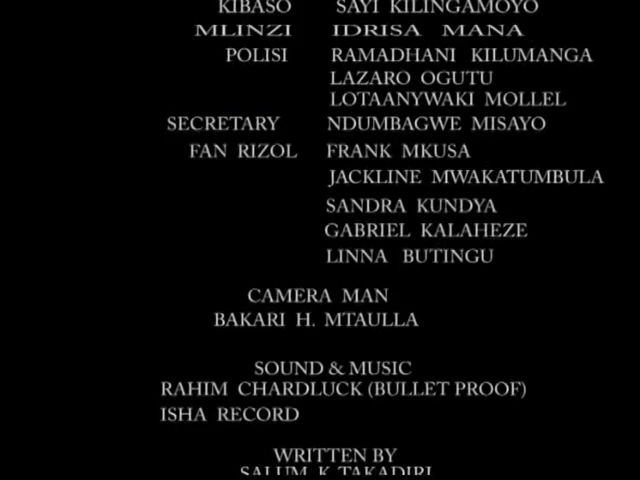 KIBASO SAYI KILINGAMOYO
MLINZI IDRISA MANA
POLISI RAMADHANI KILUMANGA
LAZARO OGUTU
LOTAANYWAKI MOLLEL
SECRETARY NDUMBAGWE MISAYO
FAN RIZOL FRANK MKUSA
JACKLINE MWAKATUMBULA
SANDRA KUNDYA
GABRIEL KALAHEZE
LINNA BUTINGU
CAMERA MAN
BAKARI H. MTAULLA
SOUND & MUSIC
RAHIM CHARDLUCK (BULLET PROOF)
ISHA RECORD
WRITTEN BY
SALUM K TAKADIRI